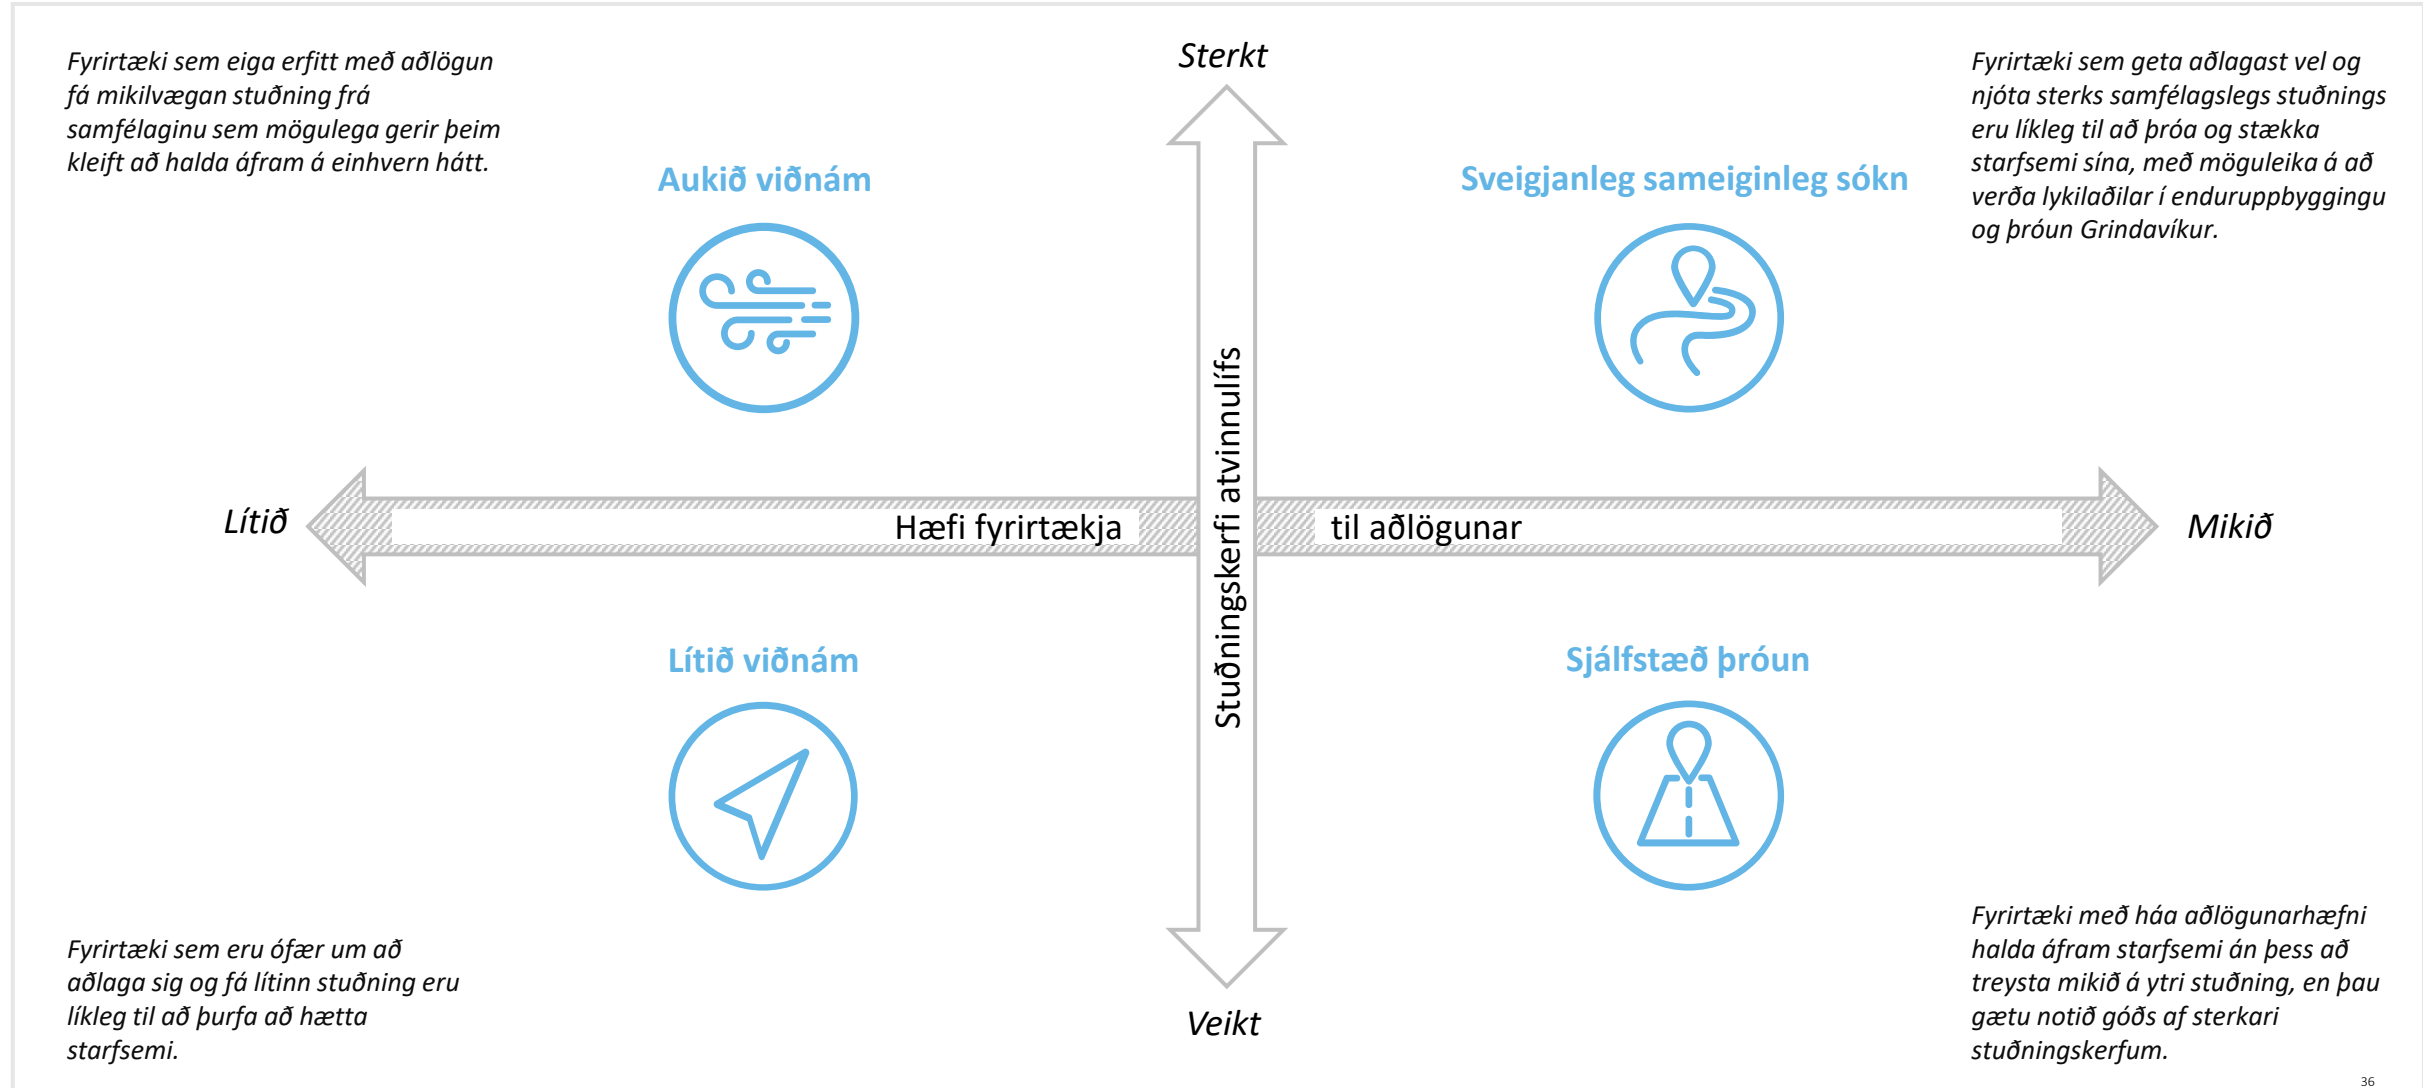 Fyrirtæki sem eiga erfitt með aðlögun
fá mikilvægan stuðning frá
samfélaginu sem mögulega gerir þeim
kleift að halda áfram á einhvern hátt.
Sterkt
Fyrirtæki sem geta aðlagast vel og
njóta sterks samfélagslegs stuðnings
eru líkleg til að þróa og stækka
starfsemi sína, með möguleika á að
verða lykilaðilar í enduruppbyggingu
og þróun Grindavíkur.
Aukið viðnám
Sveigjanleg sameiginleg sókn
Stuðningskerfi atvinnulífs
Lítið
Hæfi fyrirtækja
til aðlögunar
Mikið
Lítið viðnám
Sjálfstæð þróun
Fyrirtæki sem eru ófær um að
aðlaga sig og fá lítinn stuðning eru
líkleg til að þurfa að hætta
starfsemi.
Veikt
Fyrirtæki með háa aðlögunarhæfni
halda áfram starfsemi án þess að
treysta mikið á ytri stuðning, en þau
gætu notið góðs af sterkari
stuðningskerfum.
36